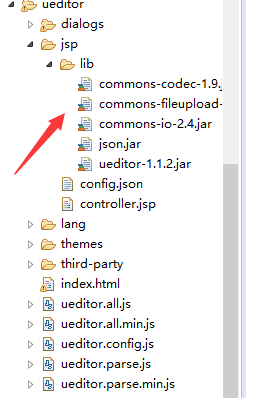 ueditor
dialogs
jsp
lib
commons-codec-1.9.j
commons-fileupload-
commons-io-2.4.jar
json.jar
ueditor-1.1.2.jar
config.json
controller.jsp
lang
themes
third-party
index.html
ueditor.all.js
ueditor.all.min.js
ueditor.config.js
ueditor.parse.js
ueditor.parse.min.js